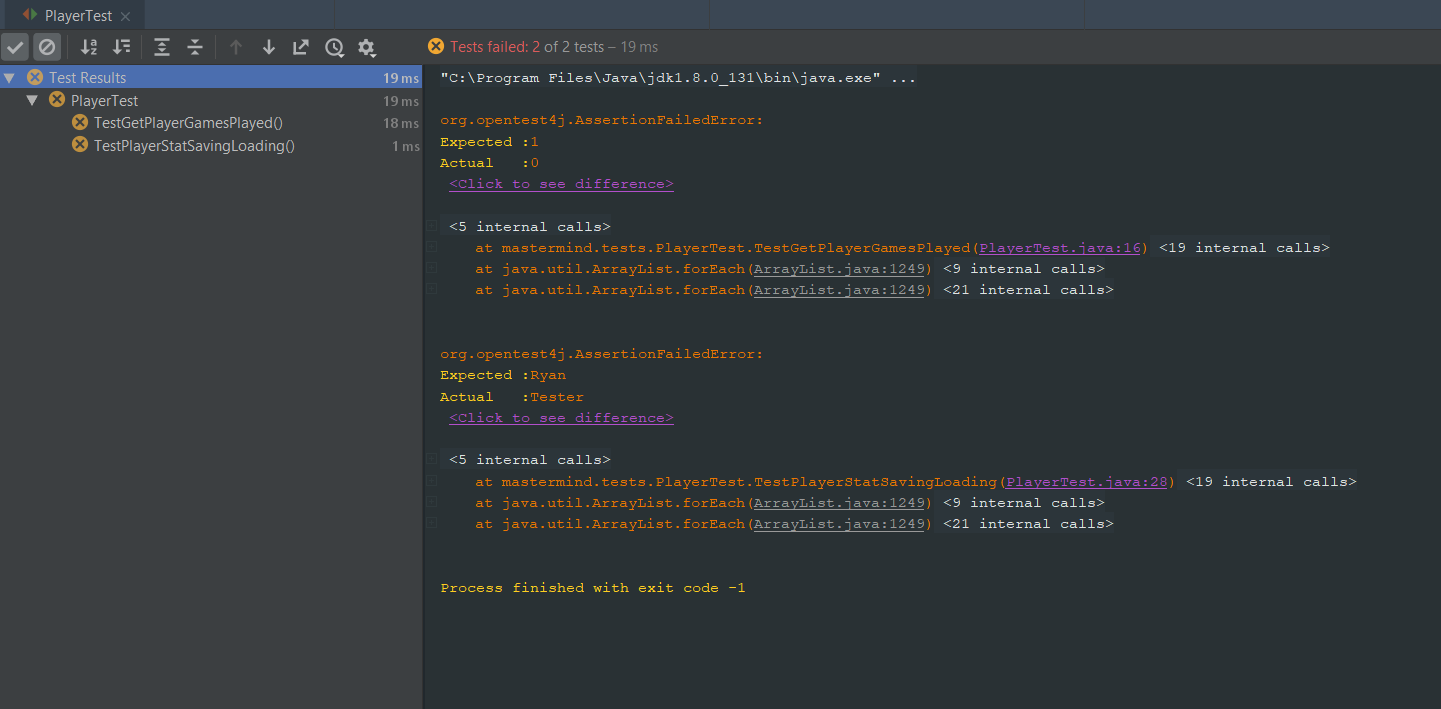 PlayerTest
Tests failed: 2 of 2 tests – 19 ms
Test Results 19 ms
PlayerTest 19 ms
TestGetPlayerGamesPlayed() 18 ms
TestPlayerStatSavingLoading() 1 ms
"C:\Program Files\Java\jdk1.8.0_131\bin\java.exe" ...
org.opentest4j.AssertionFailedError:
Expected :1
Actual   :0
<Click to see difference>
<5 internal calls>
at mastermind.tests.PlayerTest.TestGetPlayerGamesPlayed(PlayerTest.java:16) <19 internal calls>
at java.util.ArrayList.forEach(ArrayList.java:1249) <9 internal calls>
at java.util.ArrayList.forEach(ArrayList.java:1249) <21 internal calls>
org.opentest4j.AssertionFailedError:
Expected :Ryan
Actual   :Tester
<Click to see difference>
<5 internal calls>
at mastermind.tests.PlayerTest.TestPlayerStatSavingLoading(PlayerTest.java:28) <19 internal calls>
at java.util.ArrayList.forEach(ArrayList.java:1249) <9 internal calls>
at java.util.ArrayList.forEach(ArrayList.java:1249) <21 internal calls>
Process finished with exit code -1